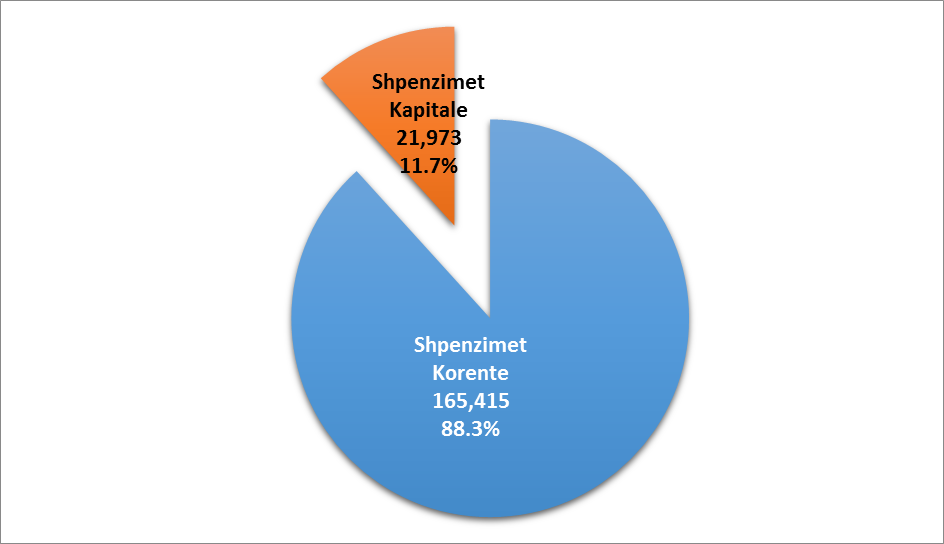 Shpenzimet
Kapitale
21,973
11.7%
Shpenzimet
Korente
165,415
88.3%